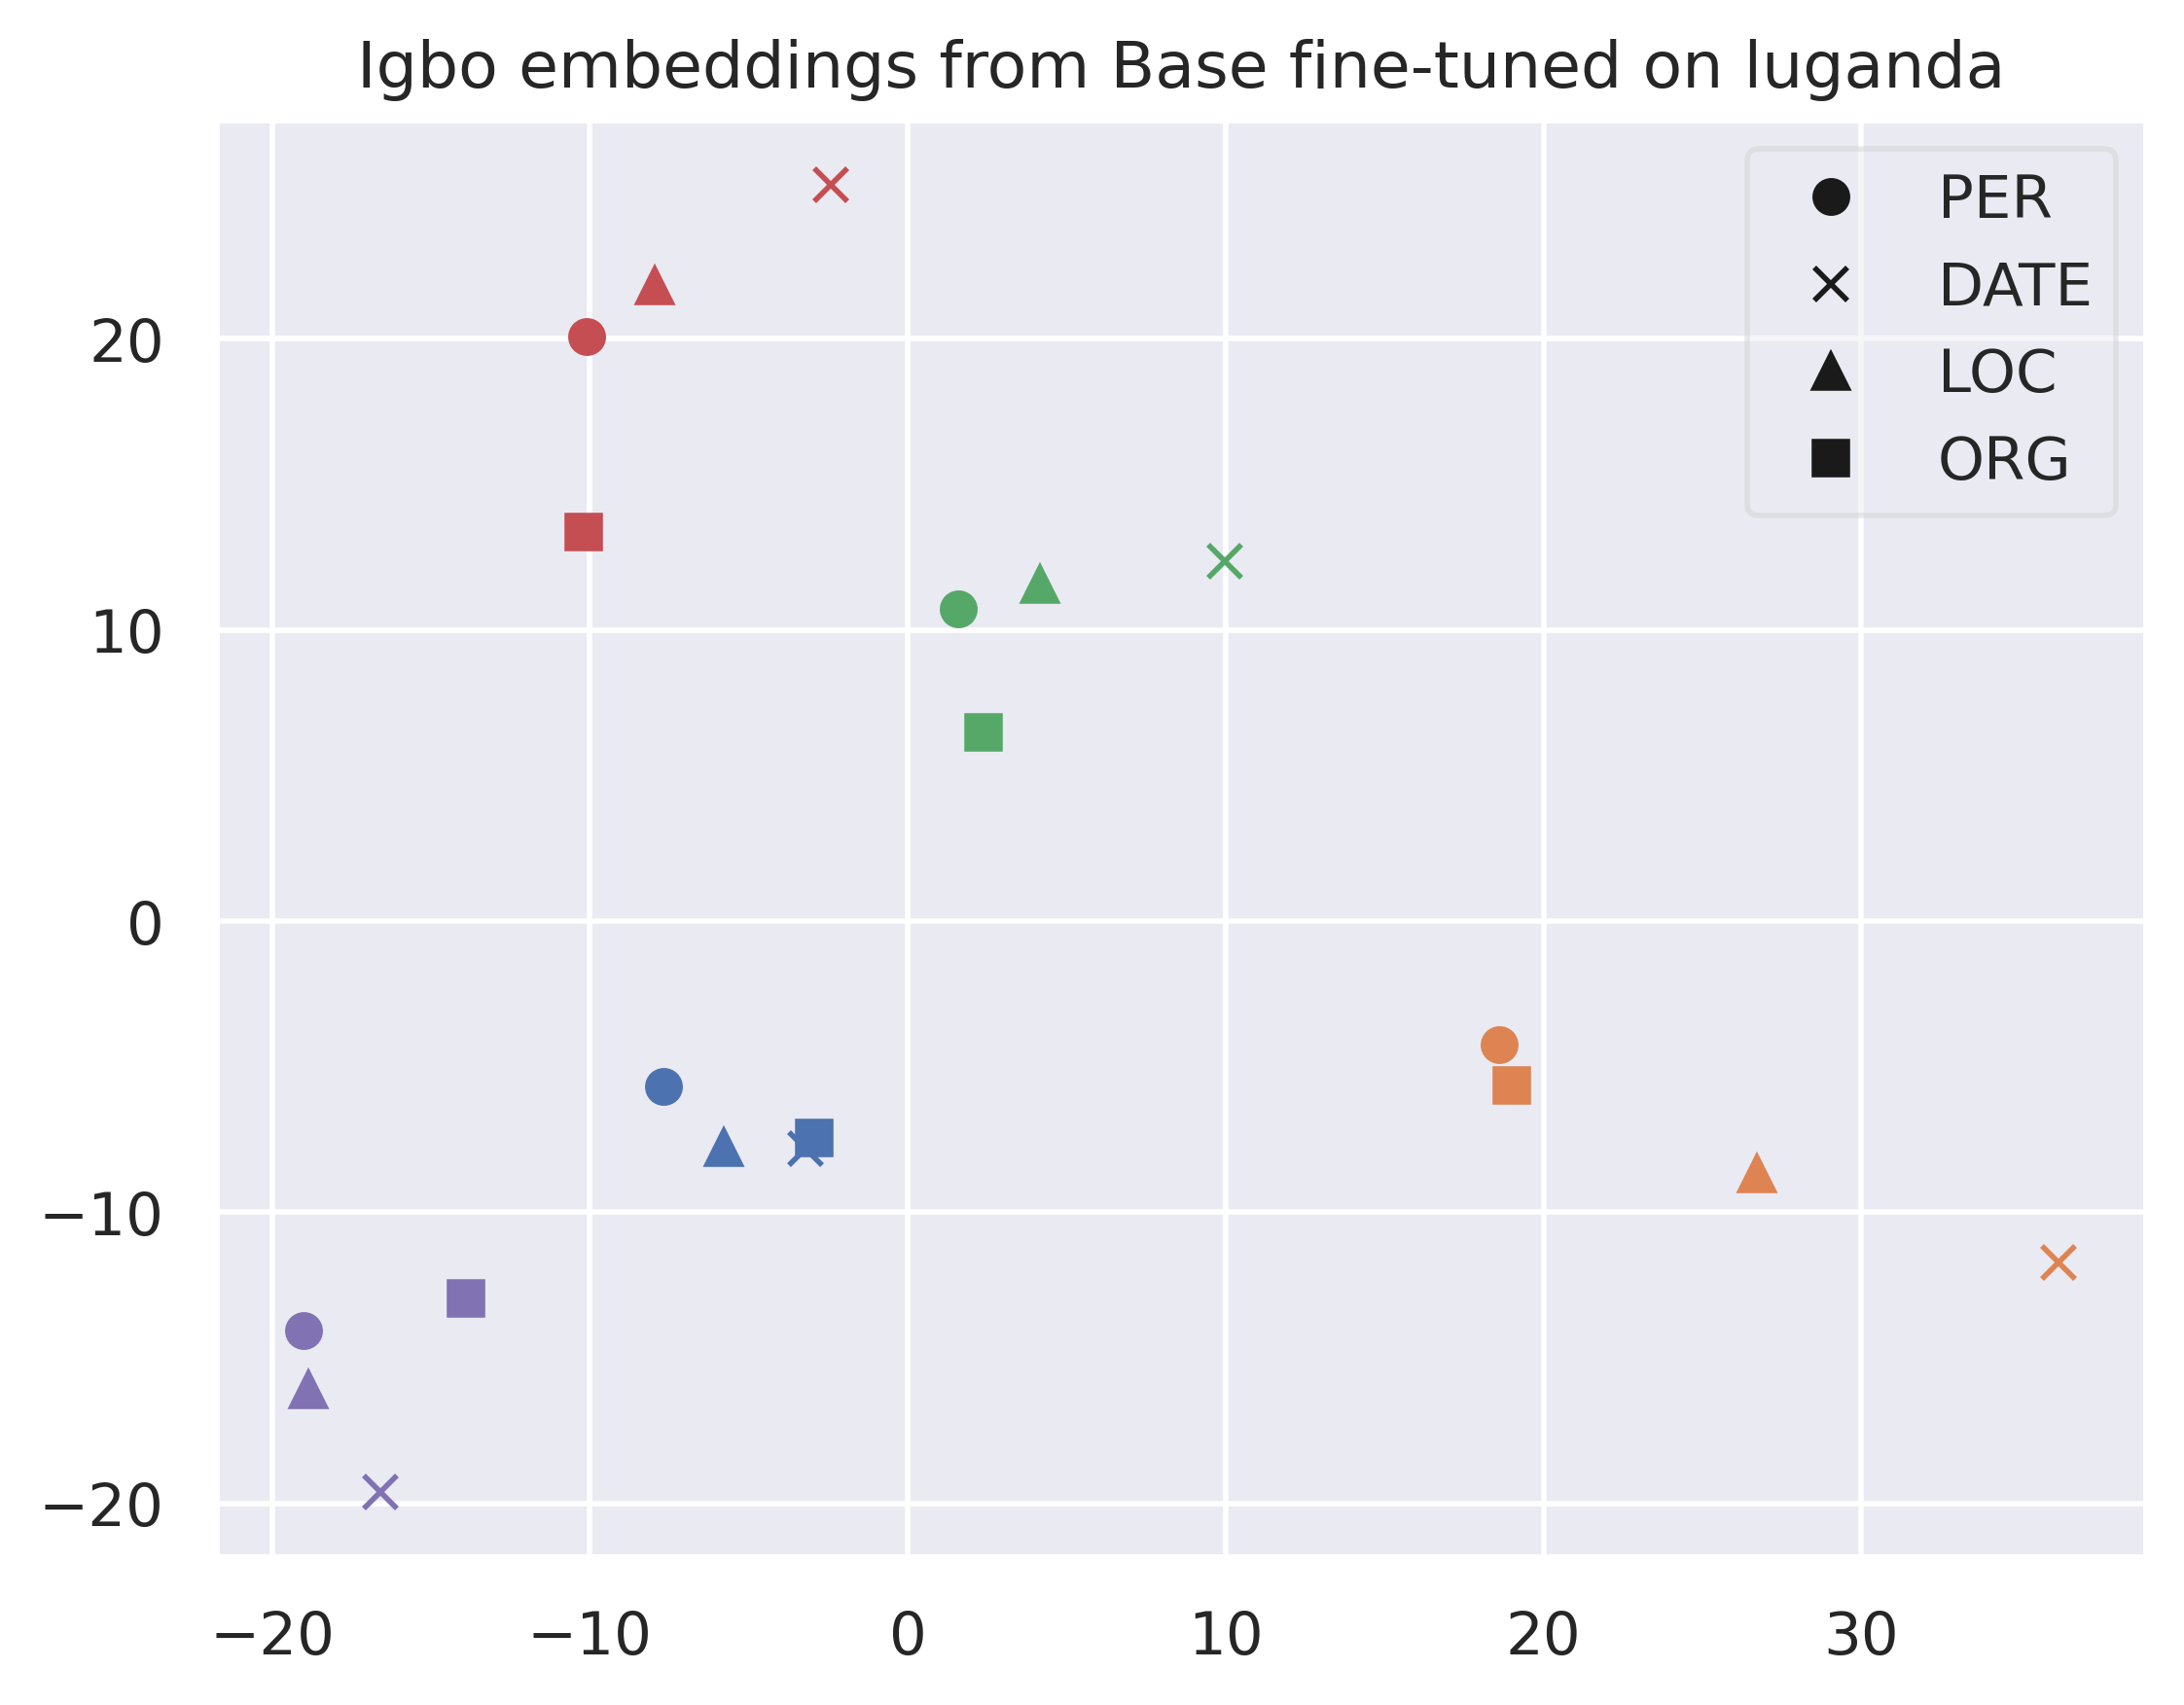 Igbo embeddings from Base fine-tuned on luganda
PER
DATE
LOC
ORG
20
10
0
−10
−20
−20 −10 0 10 20 30